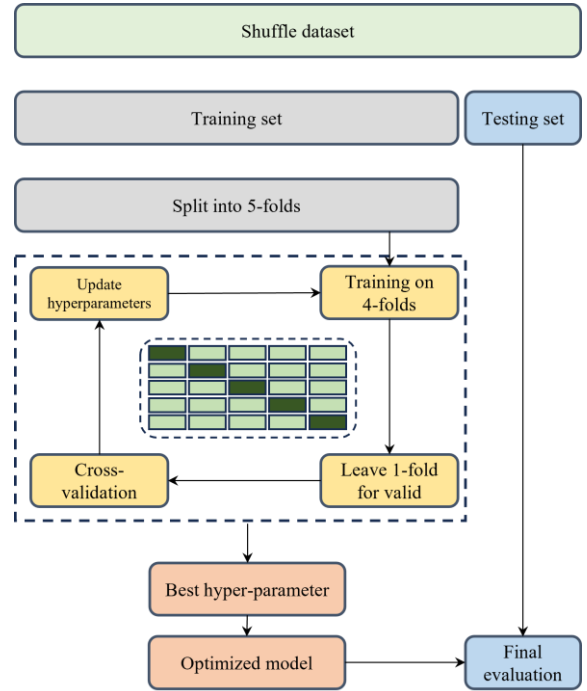 Shuffle dataset
Training set
Testing set
Split into 5-folds
Update
hyperparameters
Training on
4-folds
Cross-
validation
Leave 1-fold
for valid
Best hyper-parameter
Optimized model
Final
evaluation